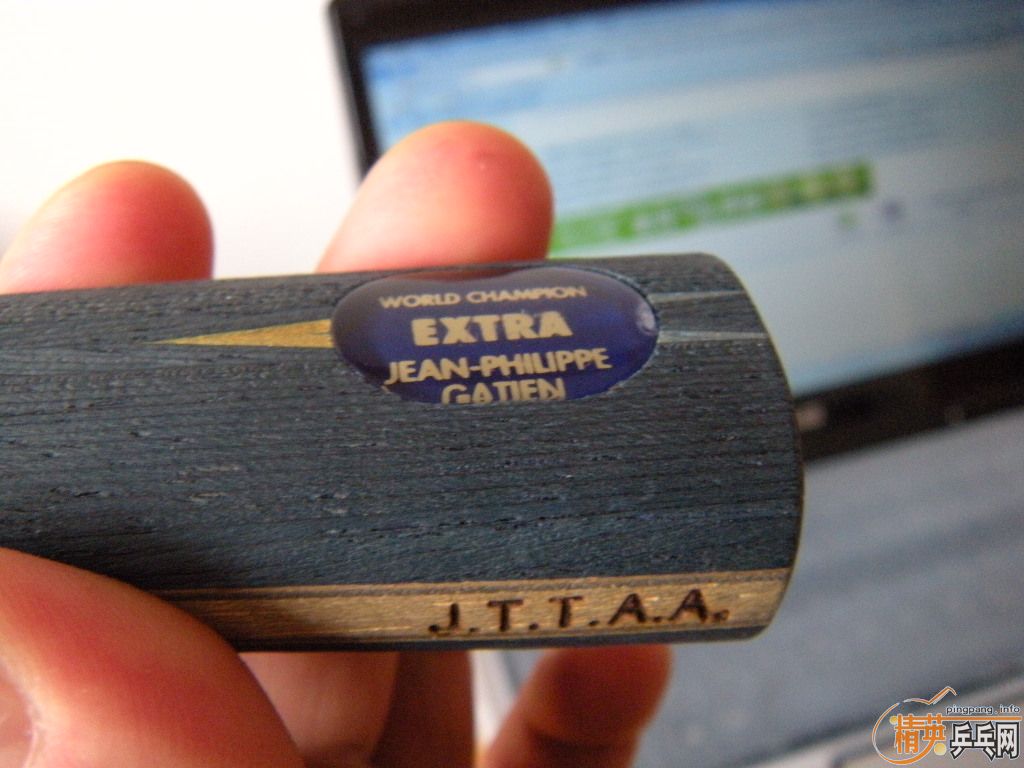 WORLD CHAMPION
EXTRA
JEAN-PHILIPPE
GATIEN
J.T.T.A.A.
pingpang.info
精英乒乓网